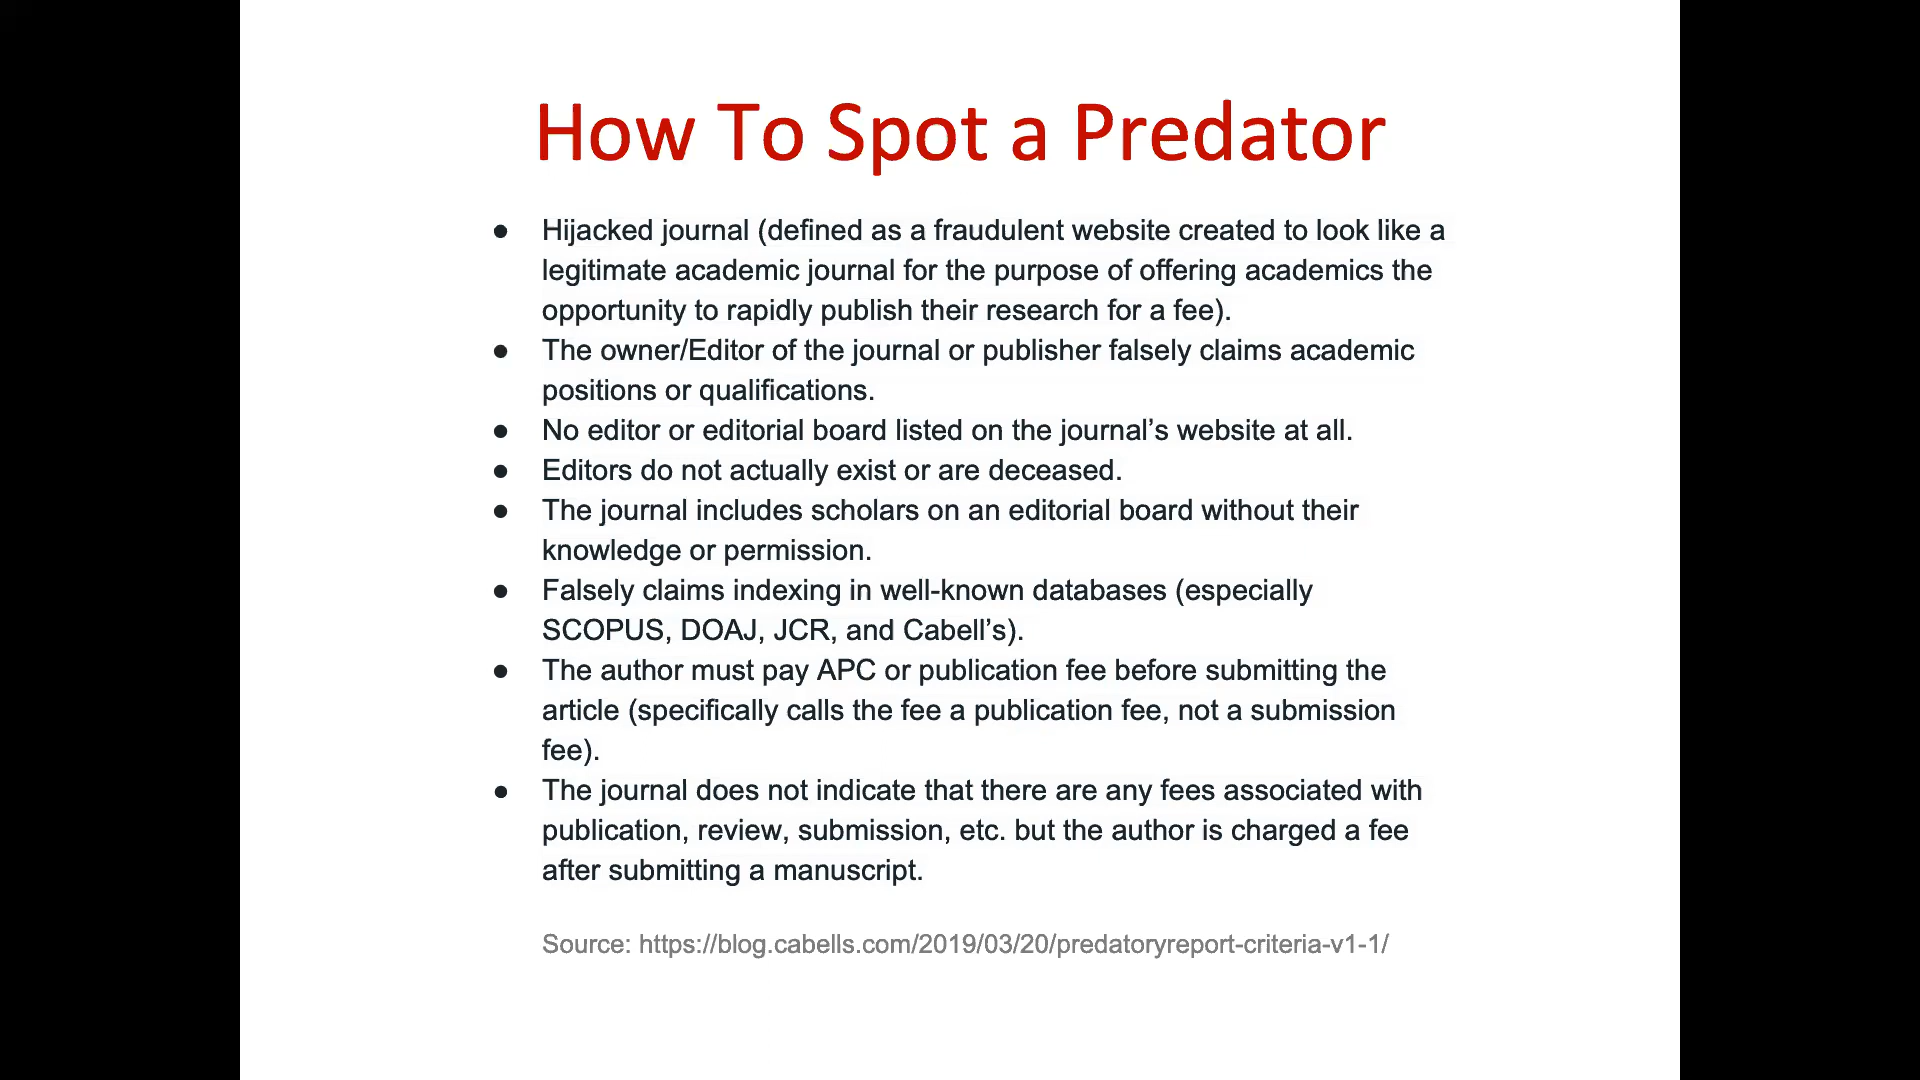 How To Spot a Predator
● Hijacked journal (defined as a fraudulent website created to look like a
legitimate academic journal for the purpose of offering academics the
opportunity to rapidly publish their research for a fee).
● The owner/Editor of the journal or publisher falsely claims academic
positions or qualifications.
● No editor or editorial board listed on the journal’s website at all.
● Editors do not actually exist or are deceased.
● The journal includes scholars on an editorial board without their
knowledge or permission.
● Falsely claims indexing in well-known databases (especially
SCOPUS, DOAJ, JCR, and Cabell’s).
● The author must pay APC or publication fee before submitting the
article (specifically calls the fee a publication fee, not a submission
fee).
● The journal does not indicate that there are any fees associated with
publication, review, submission, etc. but the author is charged a fee
after submitting a manuscript.
Source: https://blog.cabells.com/2019/03/20/predatoryreport-criteria-v1-1/